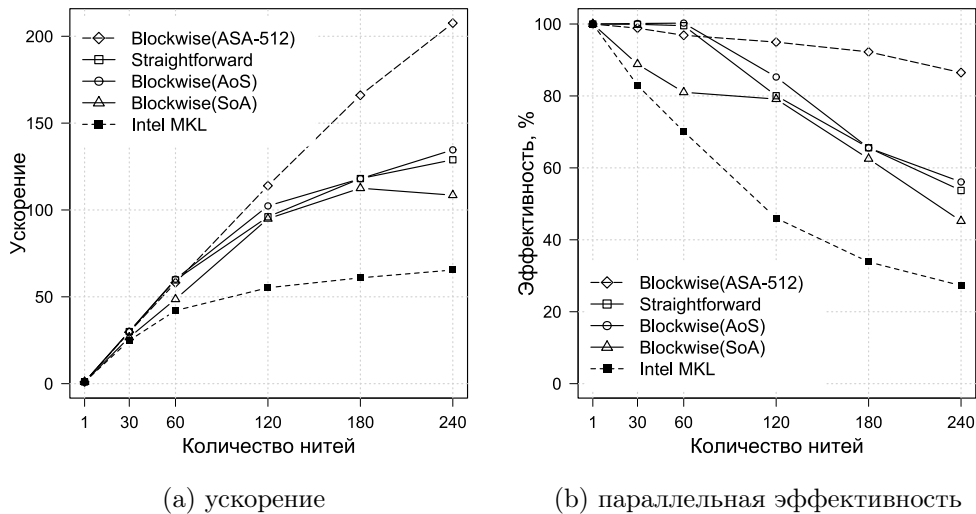 Ускорение
200
150
100
50
0
Blockwise(ASA-512)
Straightforward
Blockwise(AoS)
Blockwise(SoA)
Intel MKL
1 30 60 120 180 240
Количество нитей
(a) ускорение
Эффективность, %
100
80
60
40
20
0
Blockwise(ASA-512)
Straightforward
Blockwise(AoS)
Blockwise(SoA)
Intel MKL
1 30 60 120 180 240
Количество нитей
(b) параллельная эффективность